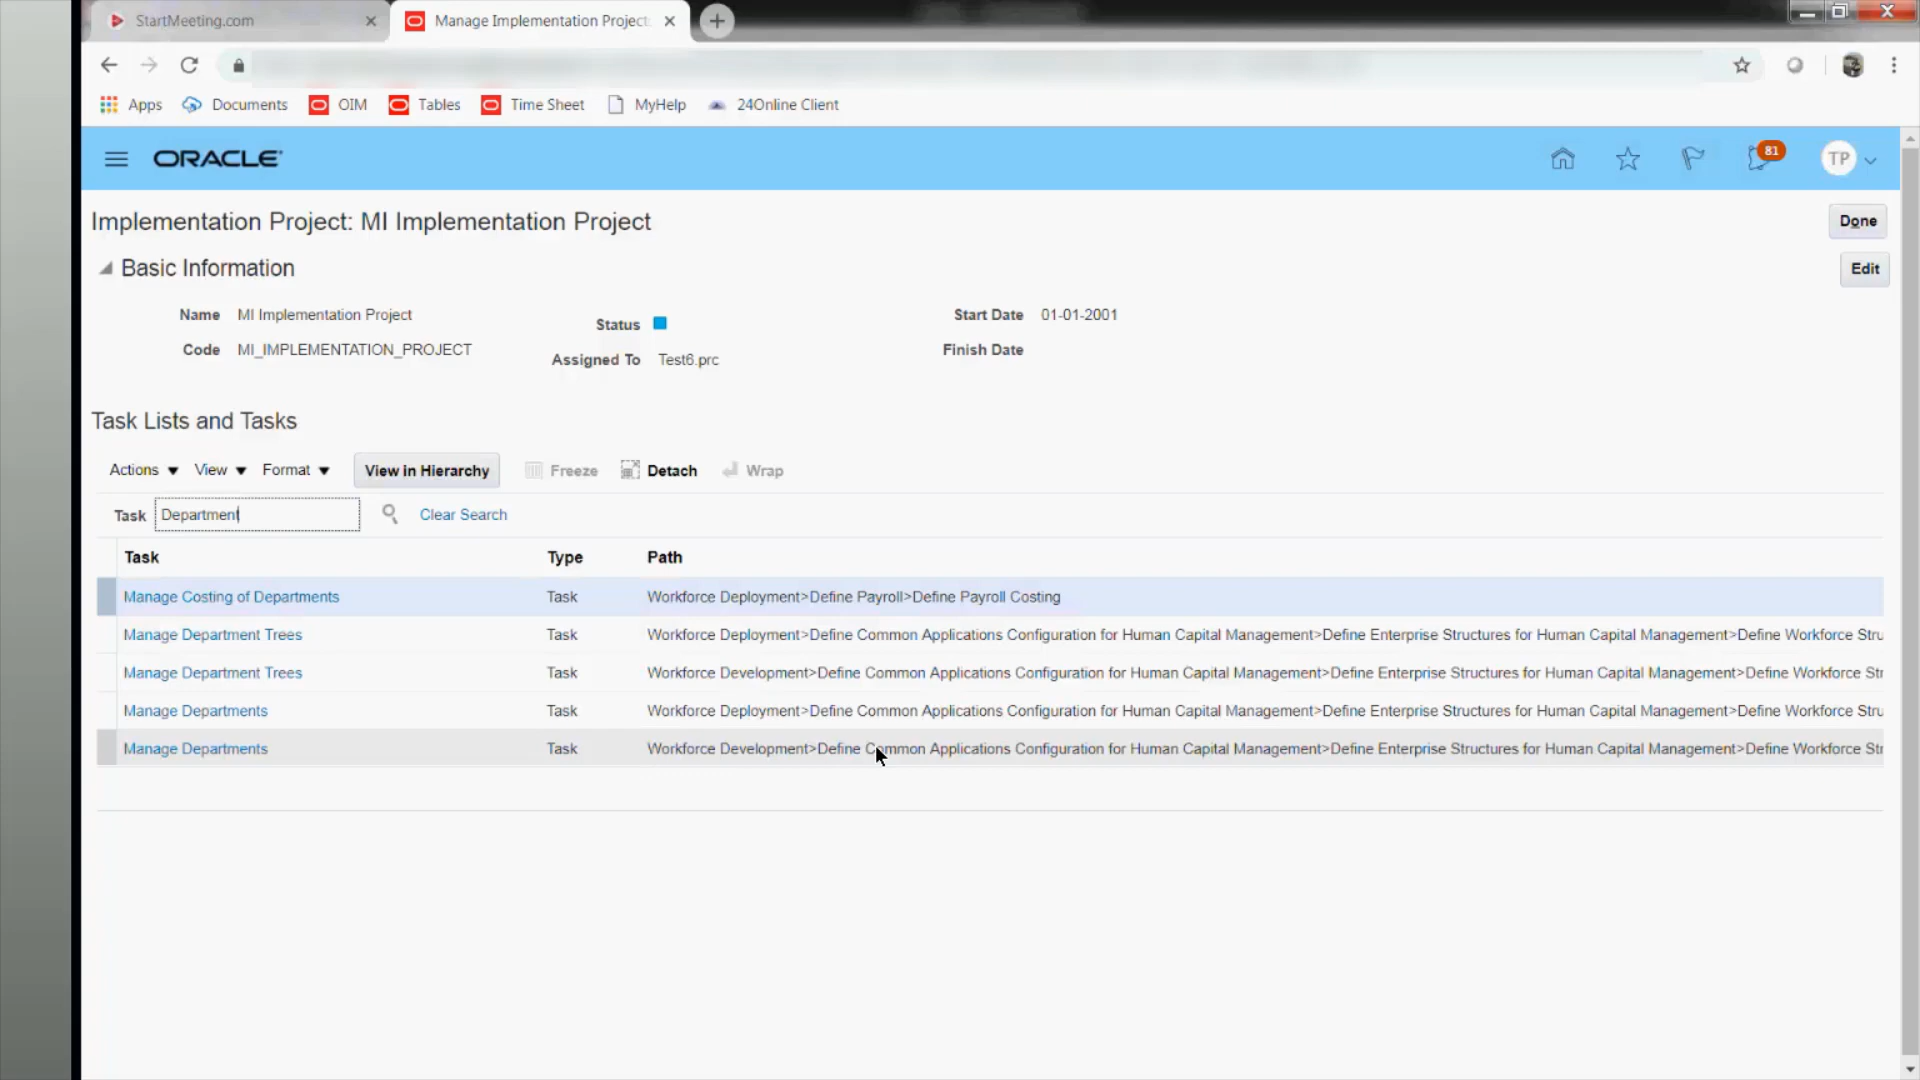 StartMeeting.com
Manage Implementation Project
Apps Documents OIM Tables Time Sheet MyHelp 24Online Client
ORACLE
81
TP
Implementation Project: MI Implementation Project
Done
Basic Information
Edit
Name MI Implementation Project
Status
Start Date 01-01-2001
Code MI_IMPLEMENTATION_PROJECT
Assigned To Test6.prc
Finish Date
Task Lists and Tasks
Actions View Format View in Hierarchy Freeze Detach Wrap
Task Department Clear Search
Task Type Path
Manage Costing of Departments Task Workforce Deployment>Define Payroll>Define Payroll Costing
Manage Department Trees Task Workforce Deployment>Define Common Applications Configuration for Human Capital Management>Define Enterprise Structures for Human Capital Management>Define Workforce Stru
Manage Department Trees Task Workforce Development>Define Common Applications Configuration for Human Capital Management>Define Enterprise Structures for Human Capital Management>Define Workforce Str
Manage Departments Task Workforce Deployment>Define Common Applications Configuration for Human Capital Management>Define Enterprise Structures for Human Capital Management>Define Workforce Stru
Manage Departments Task Workforce Development>Define Common Applications Configuration for Human Capital Management>Define Enterprise Structures for Human Capital Management>Define Workforce Str